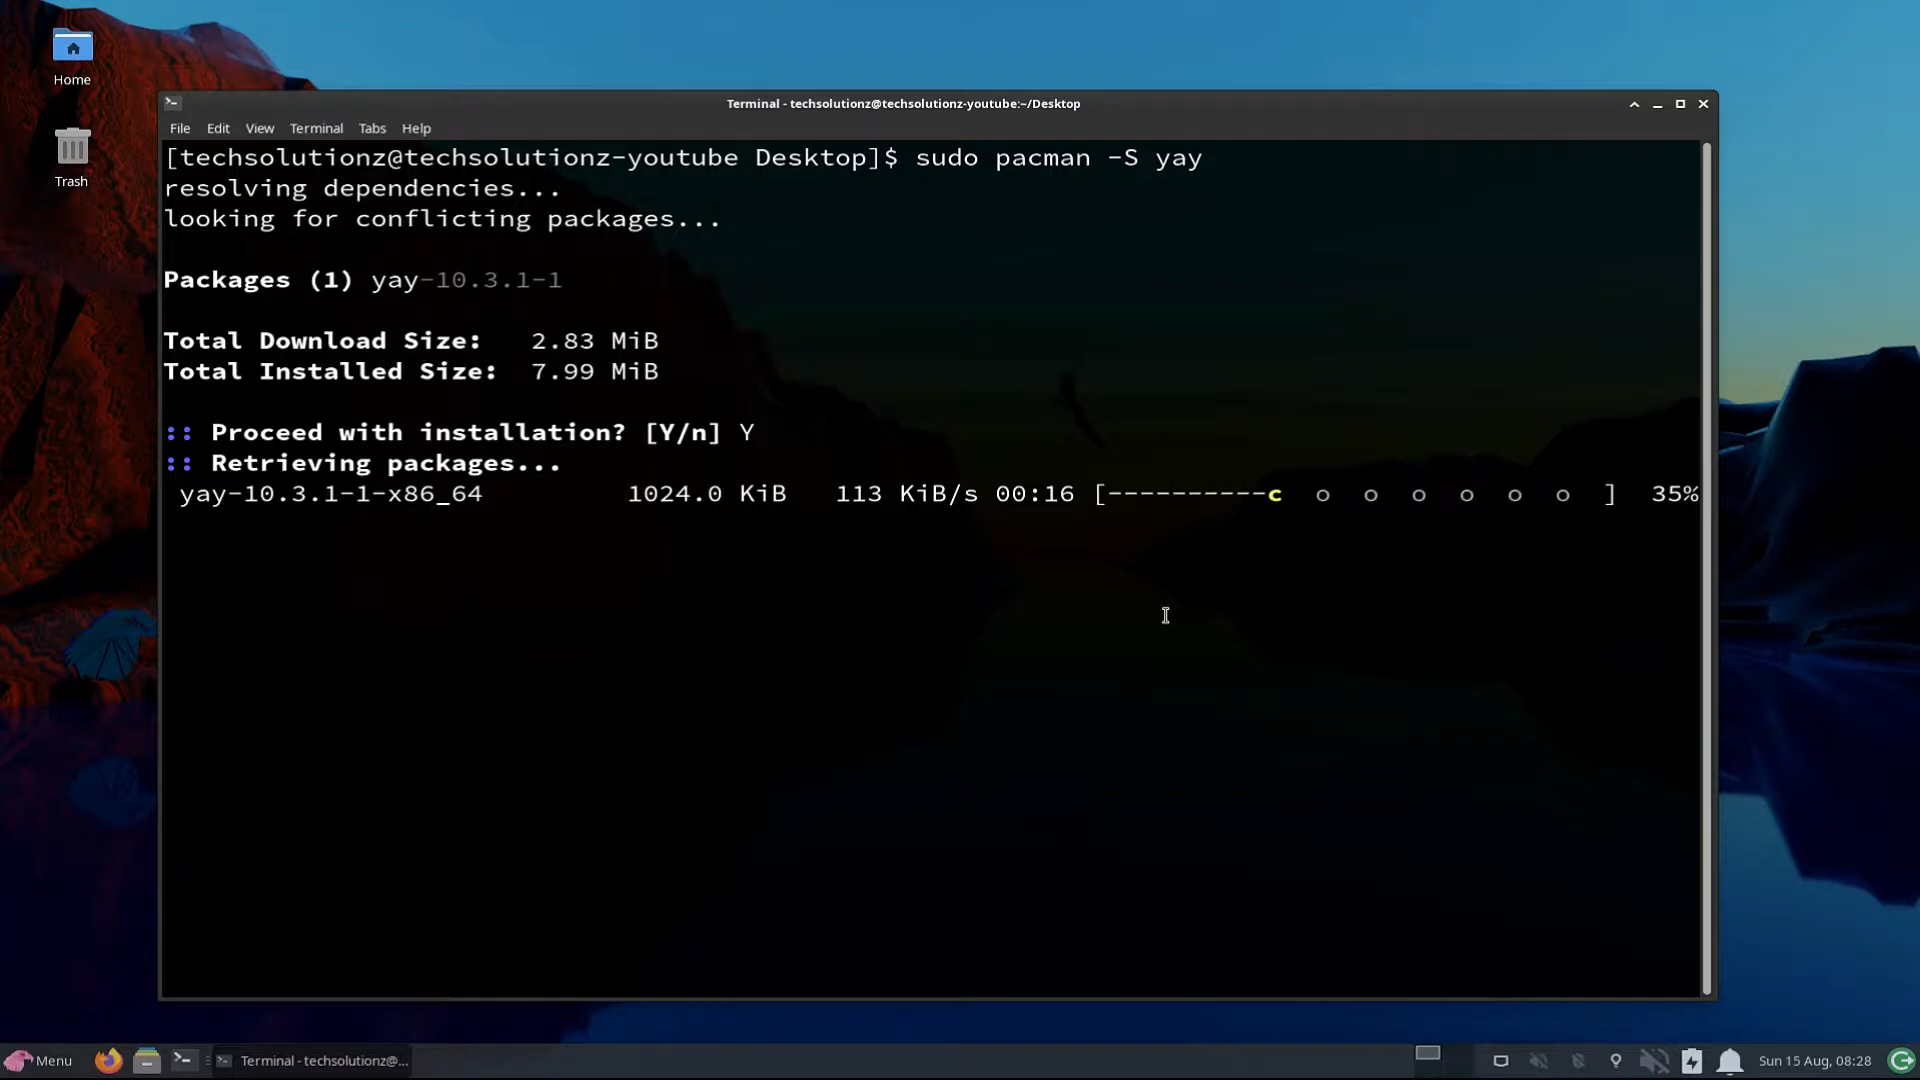 Home
Trash
Terminal - techsolutionz@techsolutionz-youtube:~/Desktop
File Edit View Terminal Tabs Help
[techsolutionz@techsolutionz-youtube Desktop]$ sudo pacman -S yay
resolving dependencies...
looking for conflicting packages...
Packages (1) yay-10.3.1-1
Total Download Size:   2.83 MiB
Total Installed Size:  7.99 MiB
:: Proceed with installation? [Y/n] Y
:: Retrieving packages...
yay-10.3.1-1-x86_64         1024.0 KiB   113 KiB/s 00:16 [----------c  o  o  o  o  o  o  ]  35%
Menu
Terminal - techsolutionz@...
Sun 15 Aug, 08:28